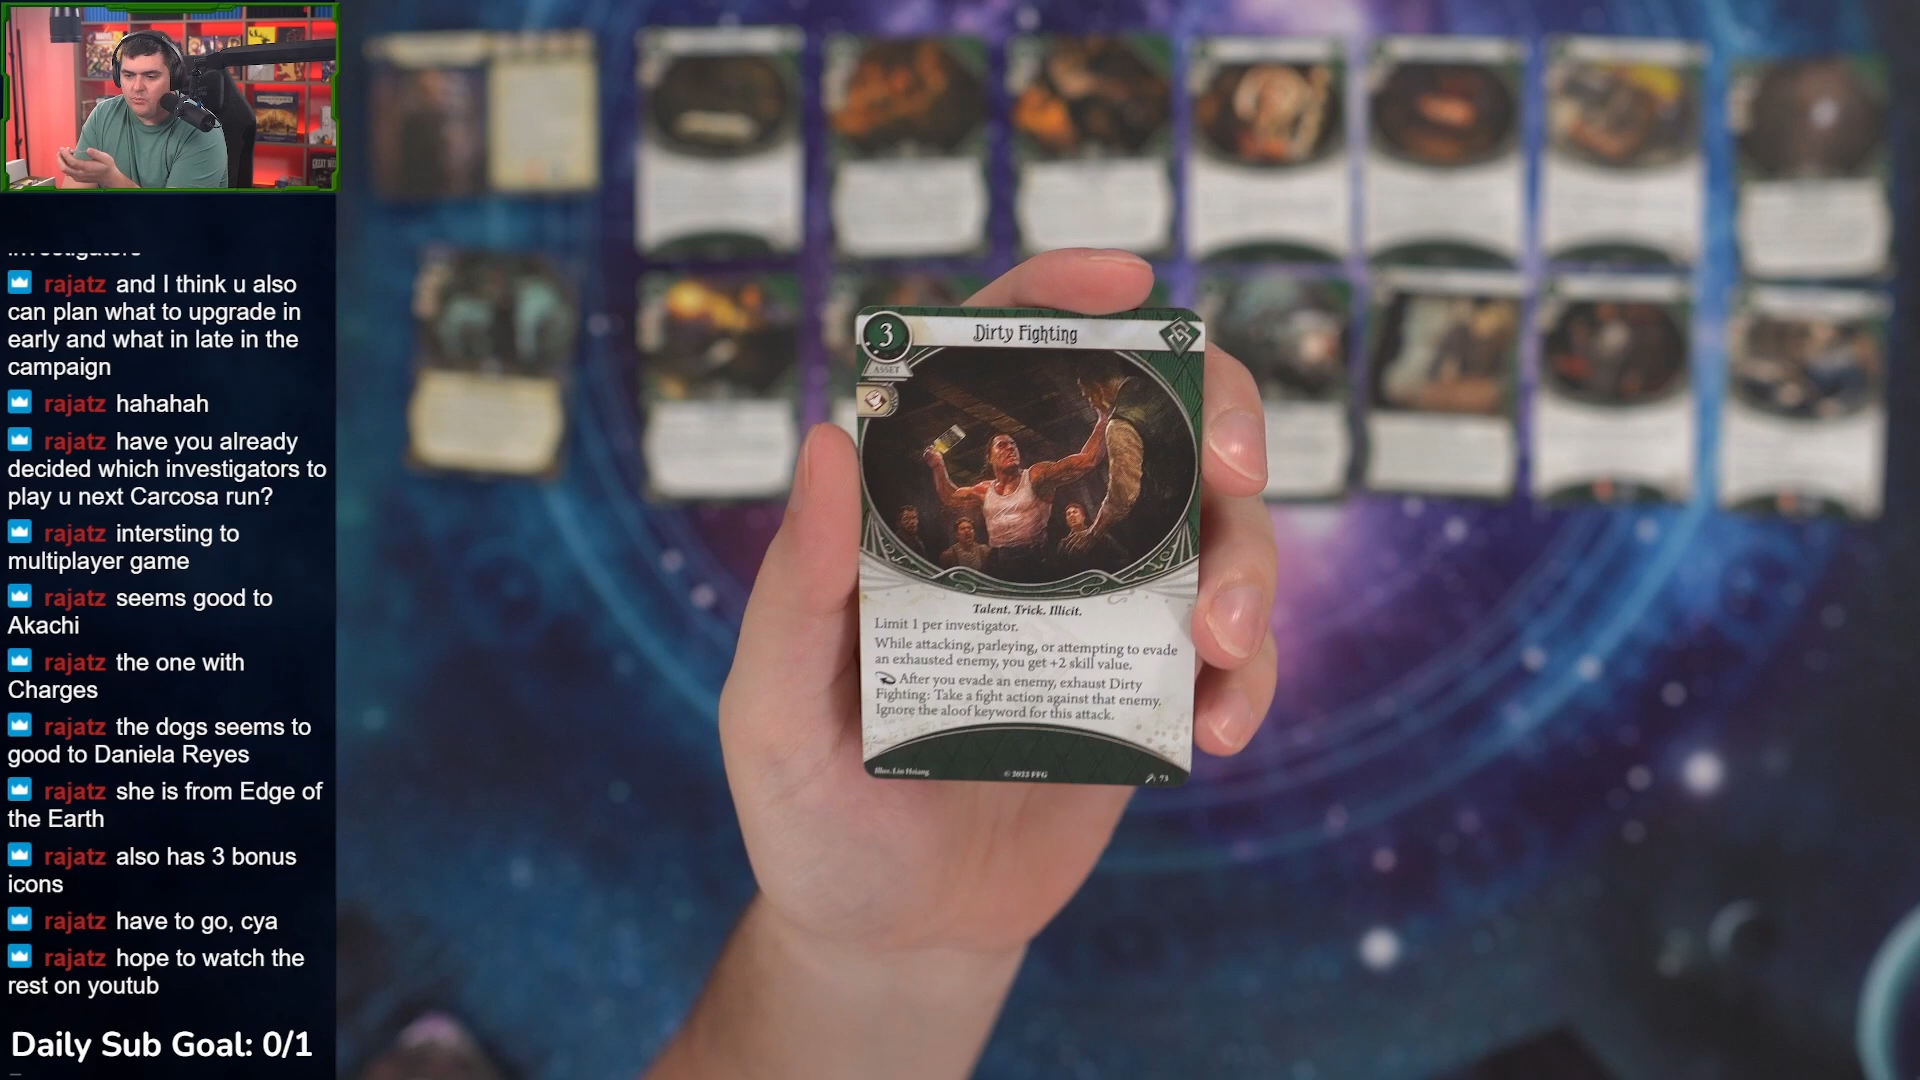 rajatz and I think u also
can plan what to upgrade in
early and what in late in the
campaign
rajatz hahahah
rajatz have you already
decided which investigators to
play u next Carcosa run?
rajatz intersting to
multiplayer game
rajatz seems good to
Akachi
rajatz the one with
Charges
rajatz the dogs seems to
good to Daniela Reyes
rajatz she is from Edge of
the Earth
rajatz also has 3 bonus
icons
rajatz have to go, cya
rajatz hope to watch the
rest on youtub
Daily Sub Goal: 0/1
3
Dirty Fighting
ASSET
Talent. Trick. Illicit.
Limit 1 per investigator.
While attacking, parleying, or attempting to evade
an exhausted enemy, you get +2 skill value.
After you evade an enemy, exhaust Dirty
Fighting: Take a fight action against that enemy.
Ignore the aloof keyword for this attack.
Illus. Lin Hsiang
© 2022 FFG
73